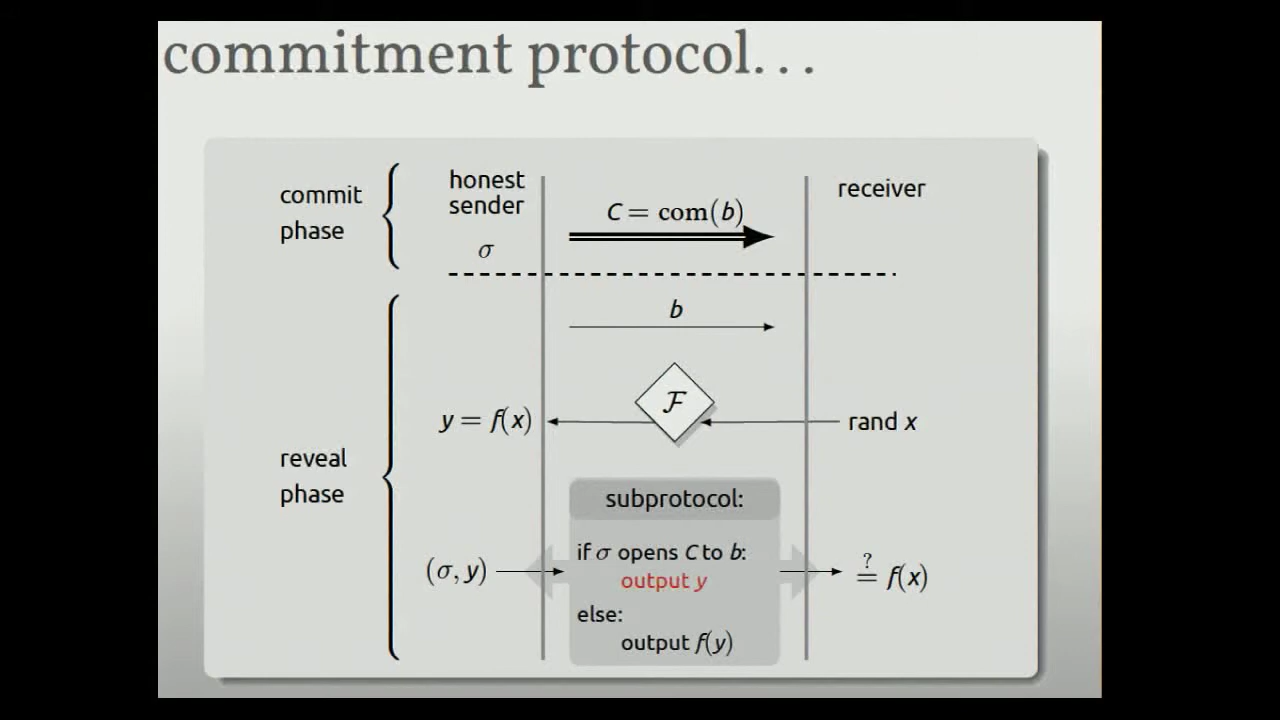 commitment protocol...
commit
phase
honest
sender
σ
C = com(b)
receiver
b
reveal
phase
y = f(x)
F
rand x
subprotocol:
(σ, y)
if σ opens C to b:
output y
else:
output f(y)
?
= f(x)